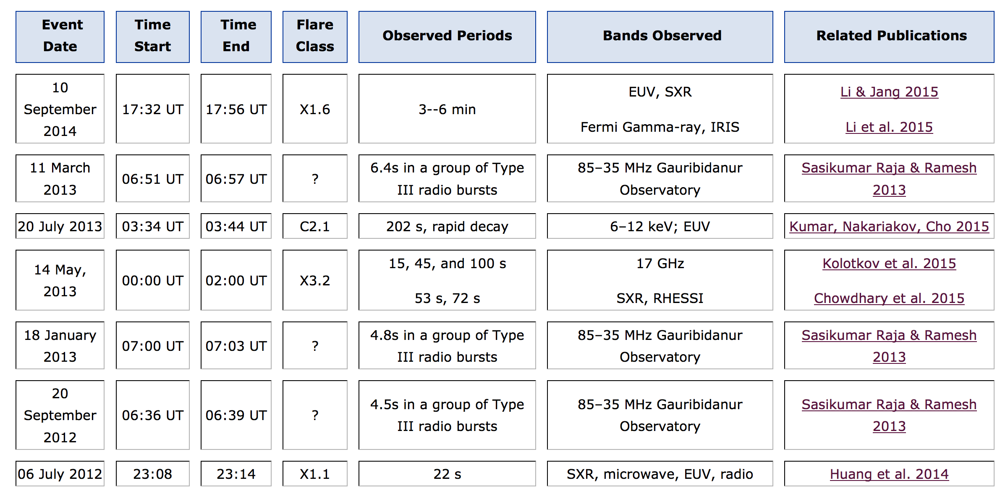 Event Date | Time Start | Time End | Flare Class | Observed Periods | Bands Observed | Related Publications
10 September 2014 | 17:32 UT | 17:56 UT | X1.6 | 3--6 min | EUV, SXR Fermi Gamma-ray, IRIS | Li & Jang 2015 Li et al. 2015
11 March 2013 | 06:51 UT | 06:57 UT | ? | 6.4s in a group of Type III radio bursts | 85–35 MHz Gauribidanur Observatory | Sasikumar Raja & Ramesh 2013
20 July 2013 | 03:34 UT | 03:44 UT | C2.1 | 202 s, rapid decay | 6–12 keV; EUV | Kumar, Nakariakov, Cho 2015
14 May, 2013 | 00:00 UT | 02:00 UT | X3.2 | 15, 45, and 100 s 53 s, 72 s | 17 GHz SXR, RHESSI | Kolotkov et al. 2015 Chowdhary et al. 2015
18 January 2013 | 07:00 UT | 07:03 UT | ? | 4.8s in a group of Type III radio bursts | 85–35 MHz Gauribidanur Observatory | Sasikumar Raja & Ramesh 2013
20 September 2012 | 06:36 UT | 06:39 UT | ? | 4.5s in a group of Type III radio bursts | 85–35 MHz Gauribidanur Observatory | Sasikumar Raja & Ramesh 2013
06 July 2012 | 23:08 | 23:14 | X1.1 | 22 s | SXR, microwave, EUV, radio | Huang et al. 2014